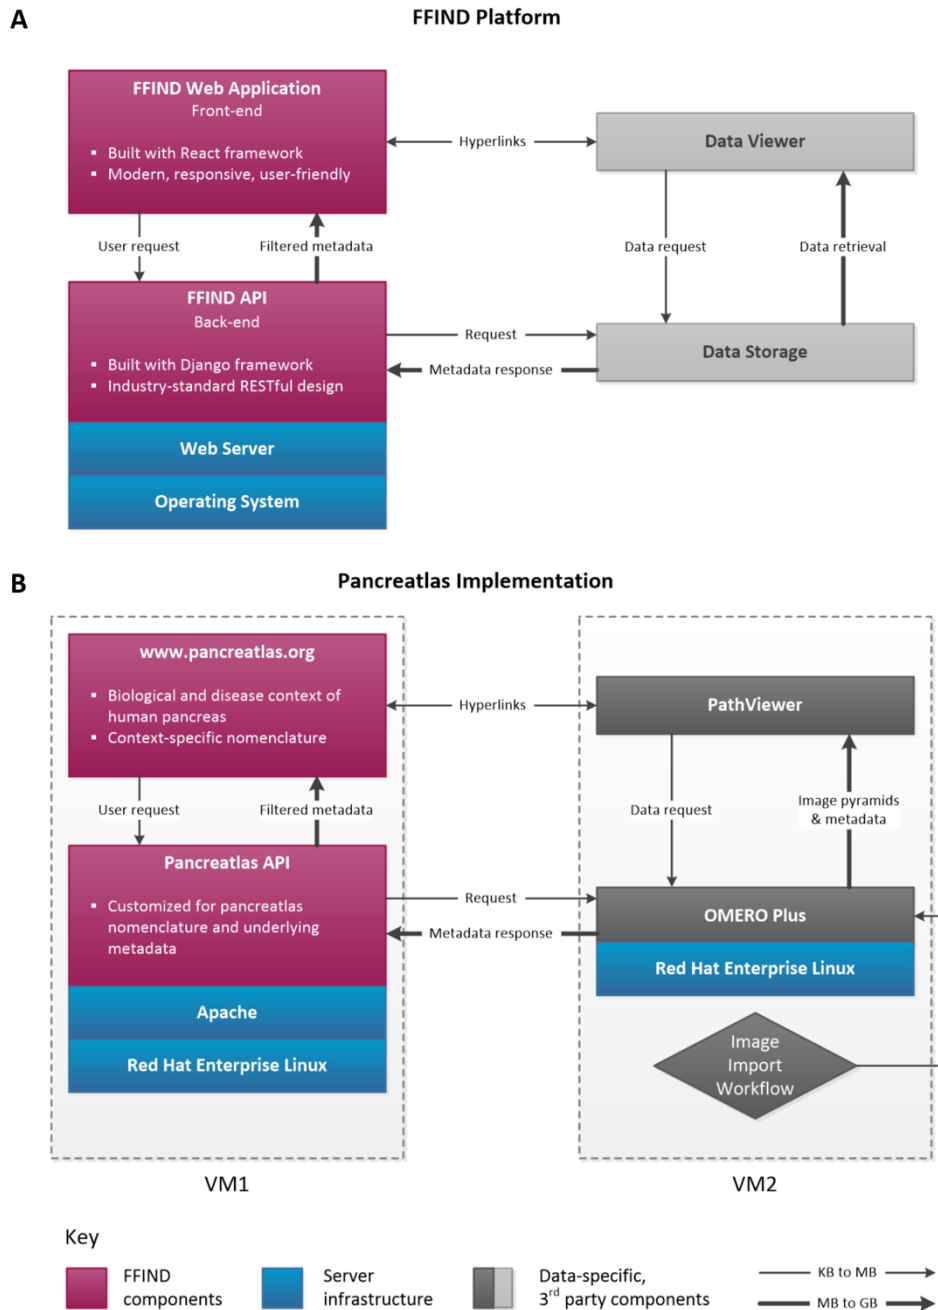 A
FFIND Platform
FFIND Web Application
Front-end
▪ Built with React framework
▪ Modern, responsive, user-friendly
Hyperlinks
Data Viewer
User request
Filtered metadata
Data request
Data retrieval
FFIND API
Back-end
▪ Built with Django framework
▪ Industry-standard RESTful design
Request
Metadata response
Data Storage
Web Server
Operating System
B
Pancreatlas Implementation
www.pancreatlas.org
▪ Biological and disease context of
human pancreas
▪ Context-specific nomenclature
Hyperlinks
PathViewer
User request
Filtered metadata
Data request
Image pyramids
& metadata
Pancreatlas API
▪ Customized for pancreatlas
nomenclature and underlying
metadata
Request
Metadata response
OMERO Plus
Red Hat Enterprise Linux
Apache
Red Hat Enterprise Linux
Image
Import
Workflow
VM1
VM2
Key
FFIND
components
Server
infrastructure
Data-specific,
3rd party components
KB to MB
MB to GB